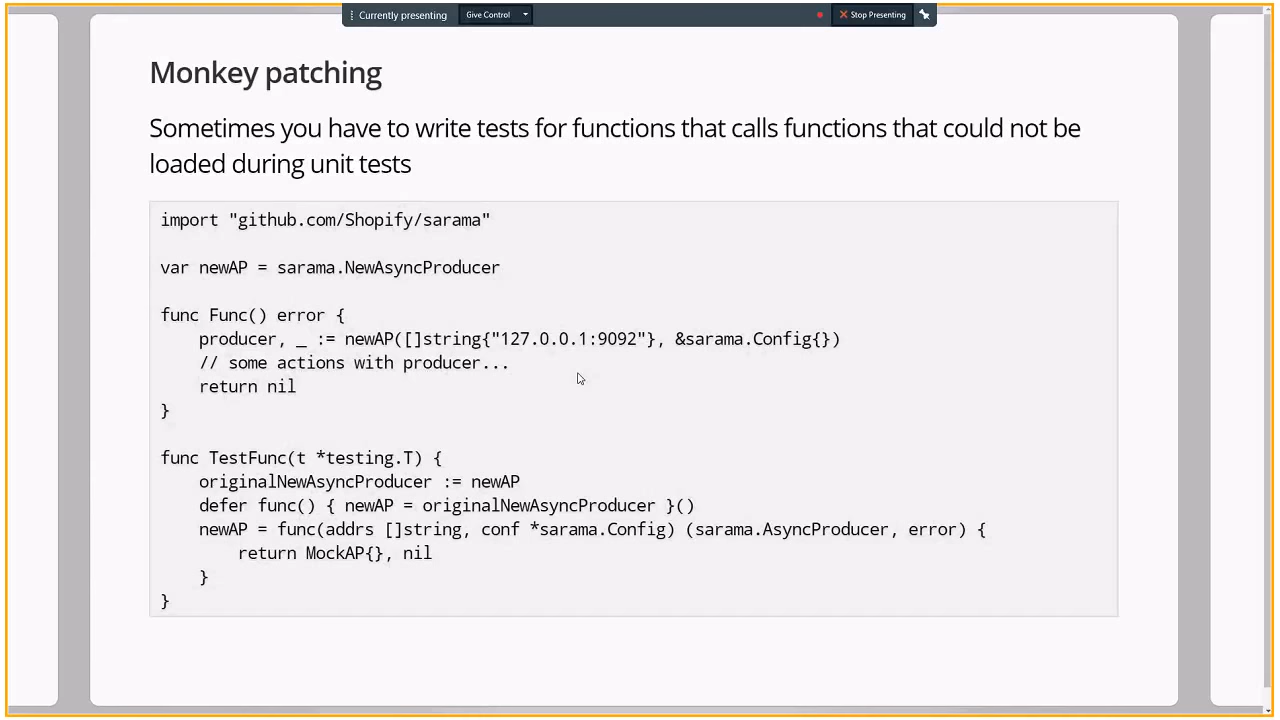 Currently presenting Give Control Stop Presenting
Monkey patching
Sometimes you have to write tests for functions that calls functions that could not be
loaded during unit tests
import "github.com/Shopify/sarama"
var newAP = sarama.NewAsyncProducer
func Func() error {
    producer, _ := newAP([]string{"127.0.0.1:9092"}, &sarama.Config{})
    // some actions with producer...
    return nil
}
func TestFunc(t *testing.T) {
    originalNewAsyncProducer := newAP
    defer func() { newAP = originalNewAsyncProducer }()
    newAP = func(addrs []string, conf *sarama.Config) (sarama.AsyncProducer, error) {
        return MockAP{}, nil
    }
}